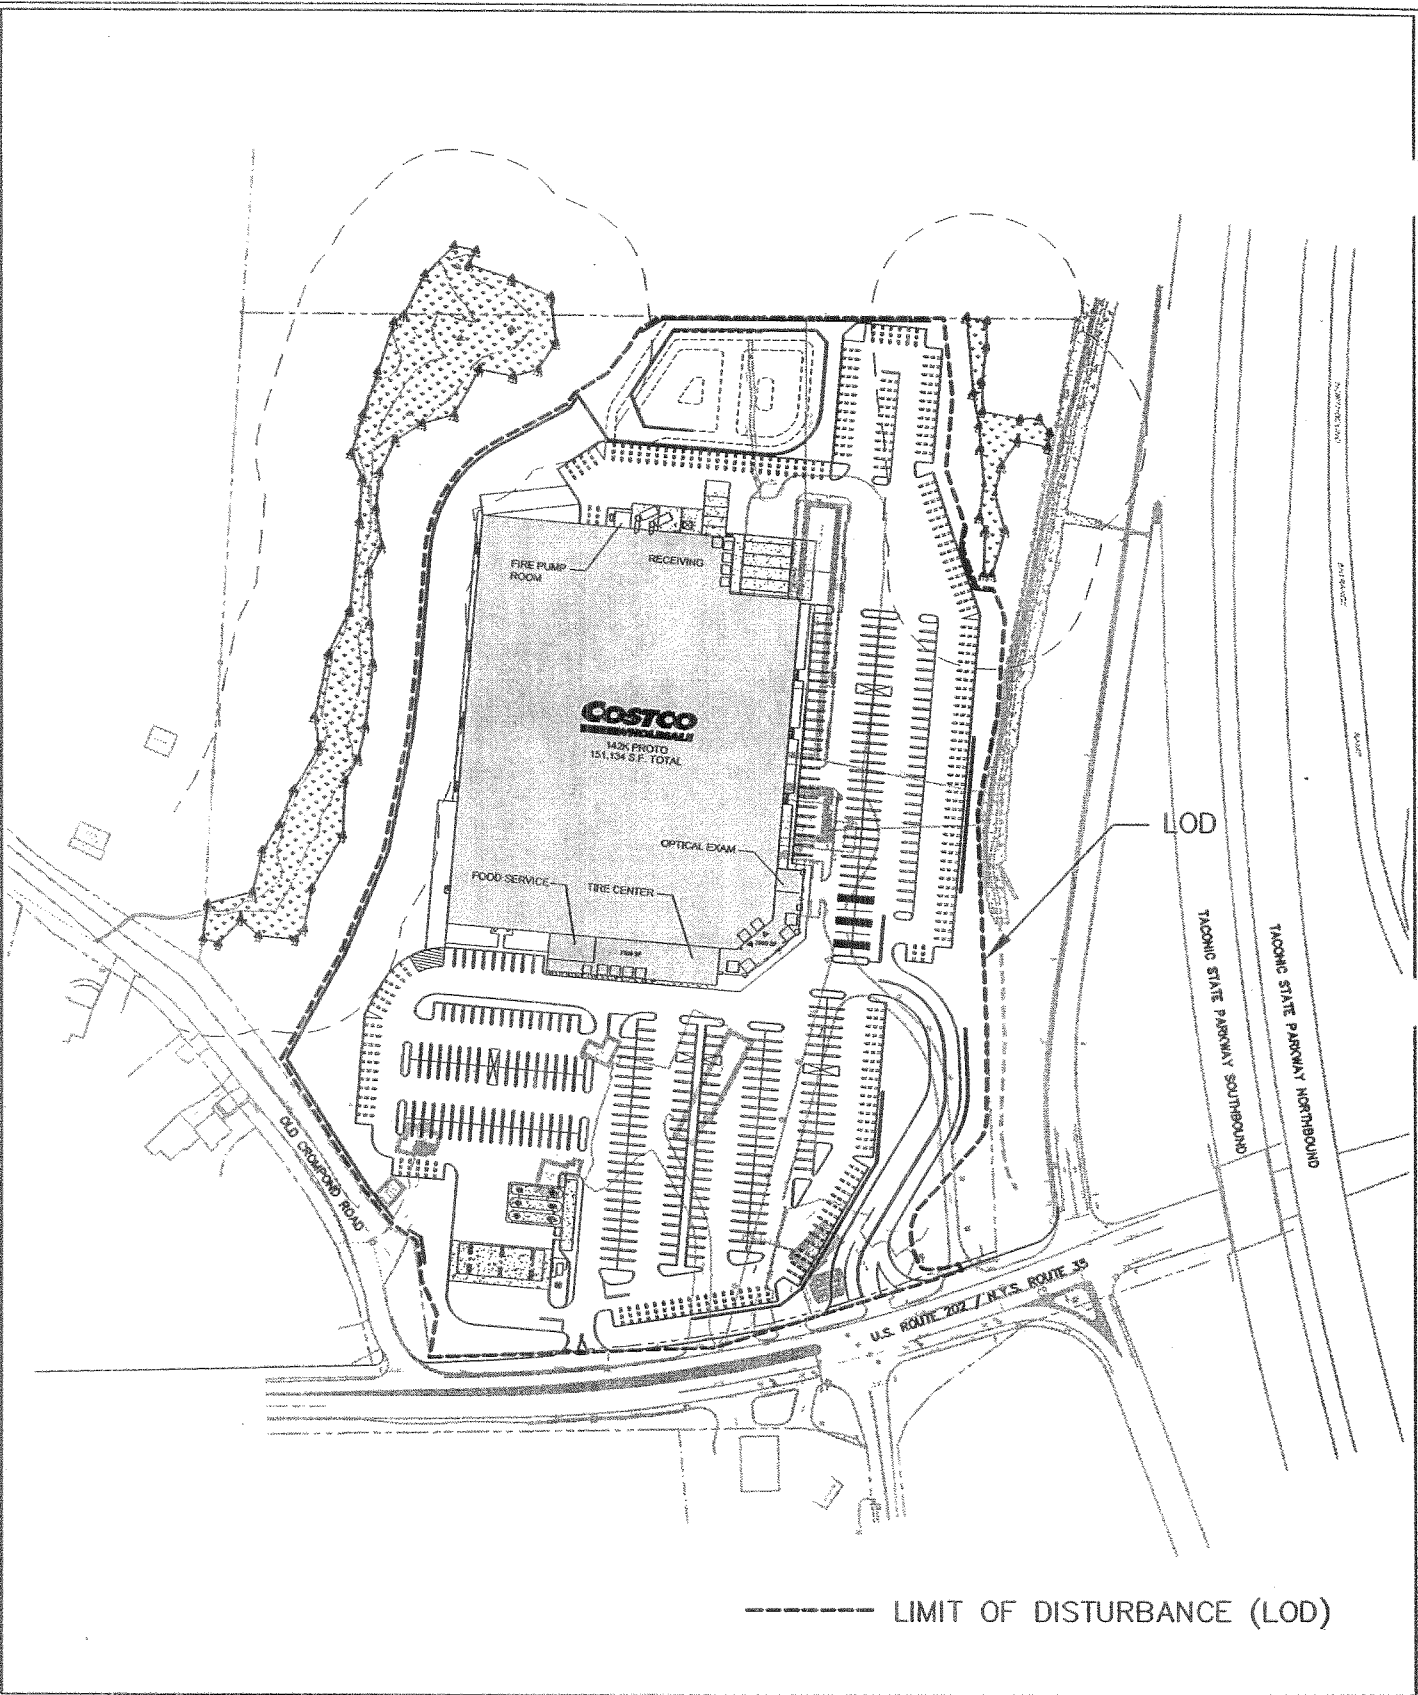 FIRE PUMP
ROOM
RECEIVING
COSTCO
WHOLESALE
142K PROTO
151,134 S.F. TOTAL
OPTICAL EXAM
FOOD SERVICE
TIRE CENTER
LOD
TACONIC STATE PARKWAY SOUTHBOUND
TACONIC STATE PARKWAY NORTHBOUND
OLD CROMPOND ROAD
U.S. ROUTE 202 / N.Y.S. ROUTE 35
LIMIT OF DISTURBANCE (LOD)